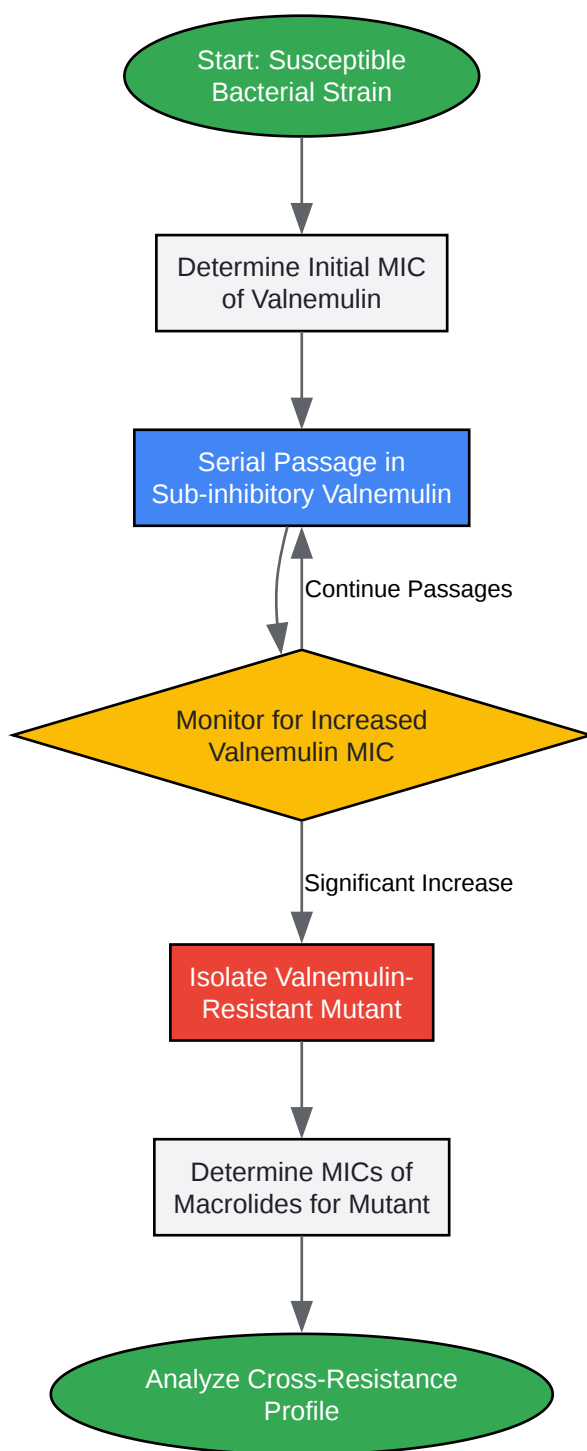 Start: Susceptible
Bacterial Strain
Determine Initial MIC
of Valnemulin
Serial Passage in
Sub-inhibitory Valnemulin
Continue Passages
Monitor for Increased
Valnemulin MIC
Significant Increase
Isolate Valnemulin-
Resistant Mutant
Determine MICs of
Macrolides for Mutant
Analyze Cross-Resistance
Profile